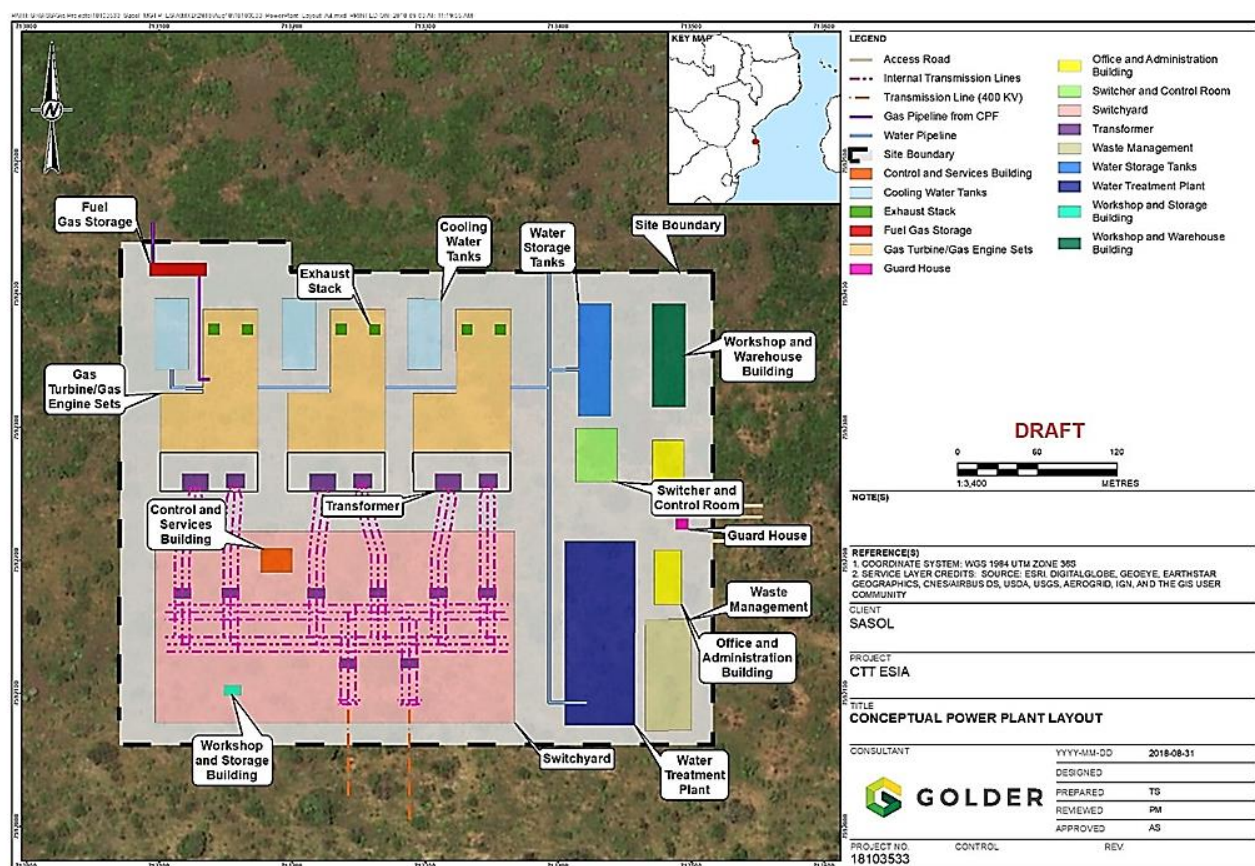 713000
713100
713200
713300
713400
713500
KEY MAP
N
Fuel
Gas Storage
Cooling
Water
Tanks
Water
Storage
Tanks
Site Boundary
Exhaust
Stack
Workshop and
Warehouse
Building
Gas
Turbine/Gas
Engine Sets
Transformer
Switcher and
Control Room
Control and
Services
Building
Guard House
Waste
Management
Office and
Administration
Building
Workshop
and Storage
Building
Switchyard
Water
Treatment
Plant
LEGEND
Access Road
Internal Transmission Lines
Transmission Line (400 KV)
Gas Pipeline from CPF
Water Pipeline
Site Boundary
Control and Services Building
Cooling Water Tanks
Exhaust Stack
Fuel Gas Storage
Gas Turbine/Gas Engine Sets
Guard House
Office and Administration
Building
Switcher and Control Room
Switchyard
Transformer
Waste Management
Water Storage Tanks
Water Treatment Plant
Workshop and Storage
Building
Workshop and Warehouse
Building
DRAFT
0 60 120
1:3,400 METRES
NOTE(S)
REFERENCE(S)
1. COORDINATE SYSTEM: WGS 1984 UTM ZONE 36S
2. SERVICE LAYER CREDITS: SOURCE: ESRI, DIGITALGLOBE, GEOEYE, EARTHSTAR
GEOGRAPHICS, CNES/AIRBUS DS, USDA, USGS, AEROGRID, IGN, AND THE GIS USER
COMMUNITY
CLIENT
SASOL
PROJECT
CTT ESIA
TITLE
CONCEPTUAL POWER PLANT LAYOUT
CONSULTANT
GOLDER
YYYY-MM-DD 2018-08-31
DESIGNED
PREPARED TS
REVIEWED PM
APPROVED AS
PROJECT NO. CONTROL REV.
18103533